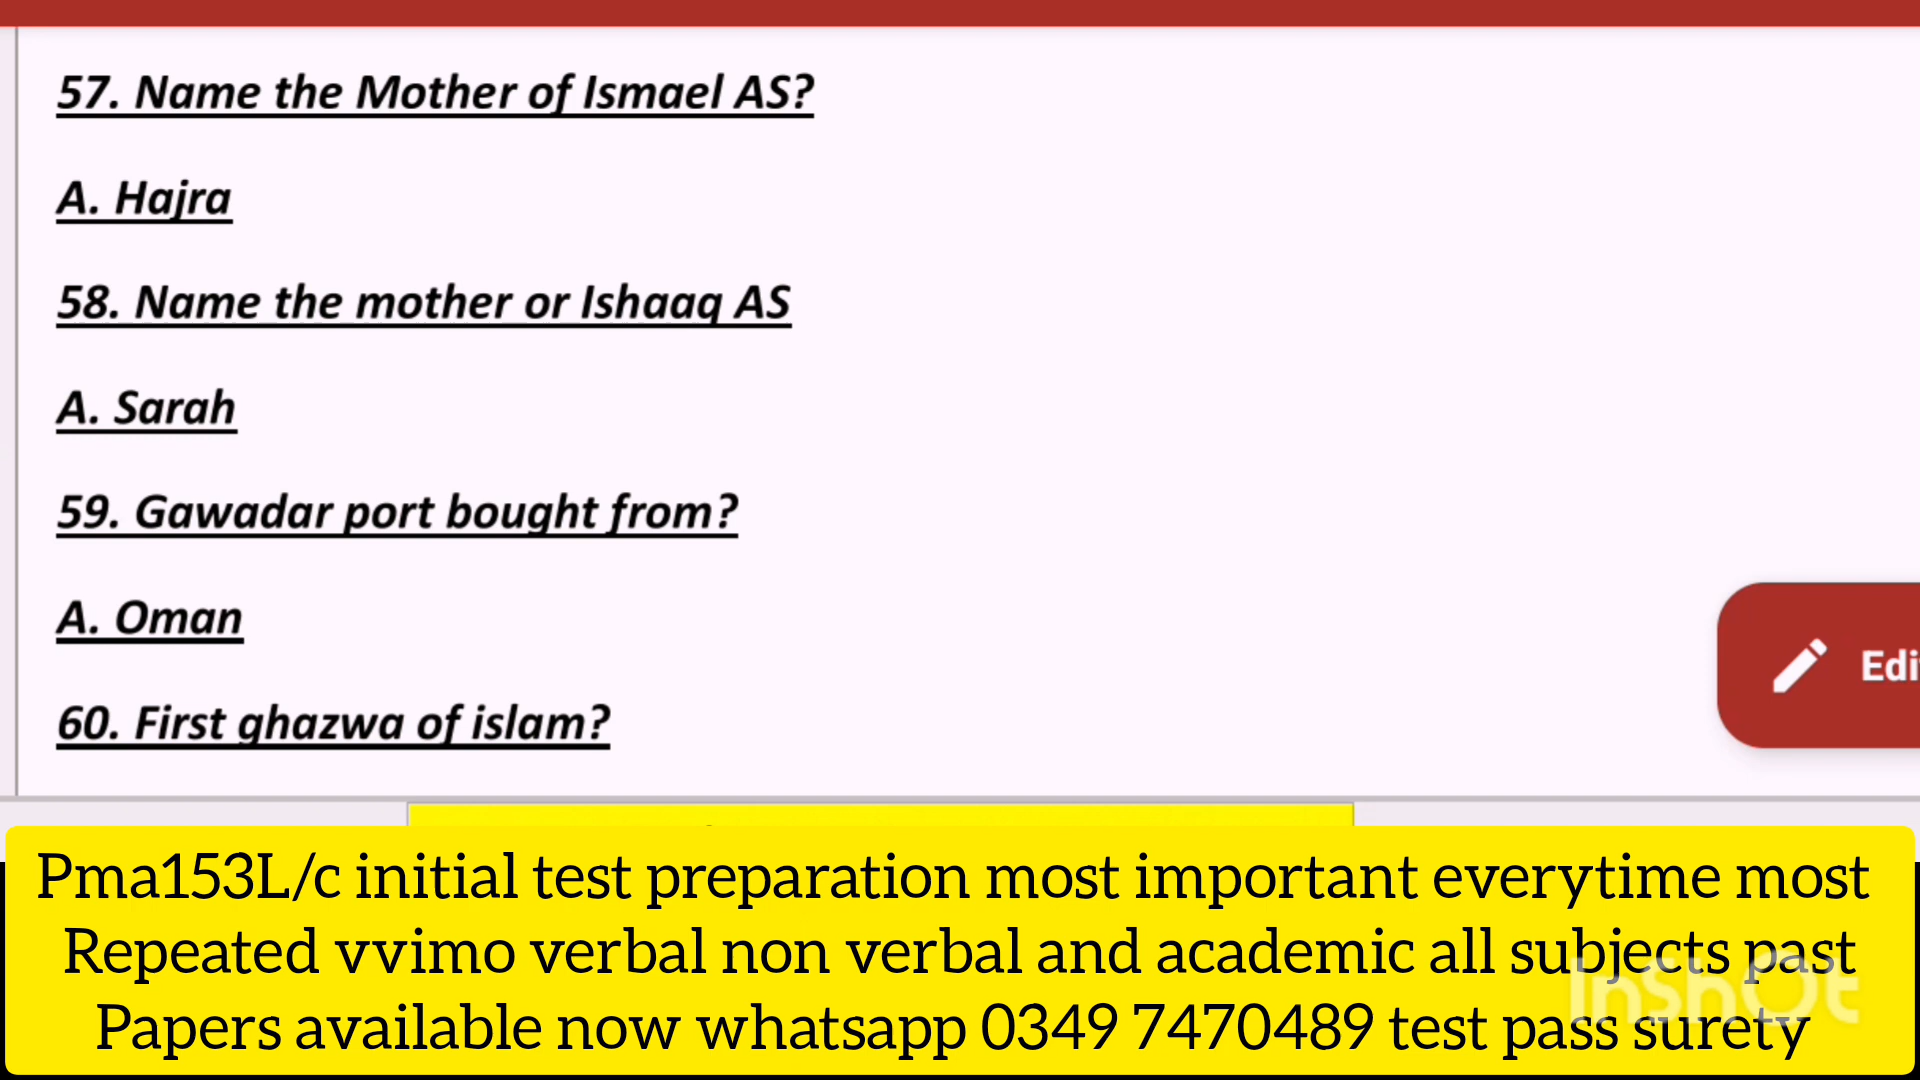 57. Name the Mother of Ismael AS?
A. Hajra
58. Name the mother or Ishaaq AS
A. Sarah
59. Gawadar port bought from?
A. Oman
Edi
60. First ghazwa of islam?
Pma153L/c initial test preparation most important everytime most
Repeated vvimo verbal non verbal and academic all subjects past
Papers available now whatsapp 0349 7470489 test pass surety
InShOt